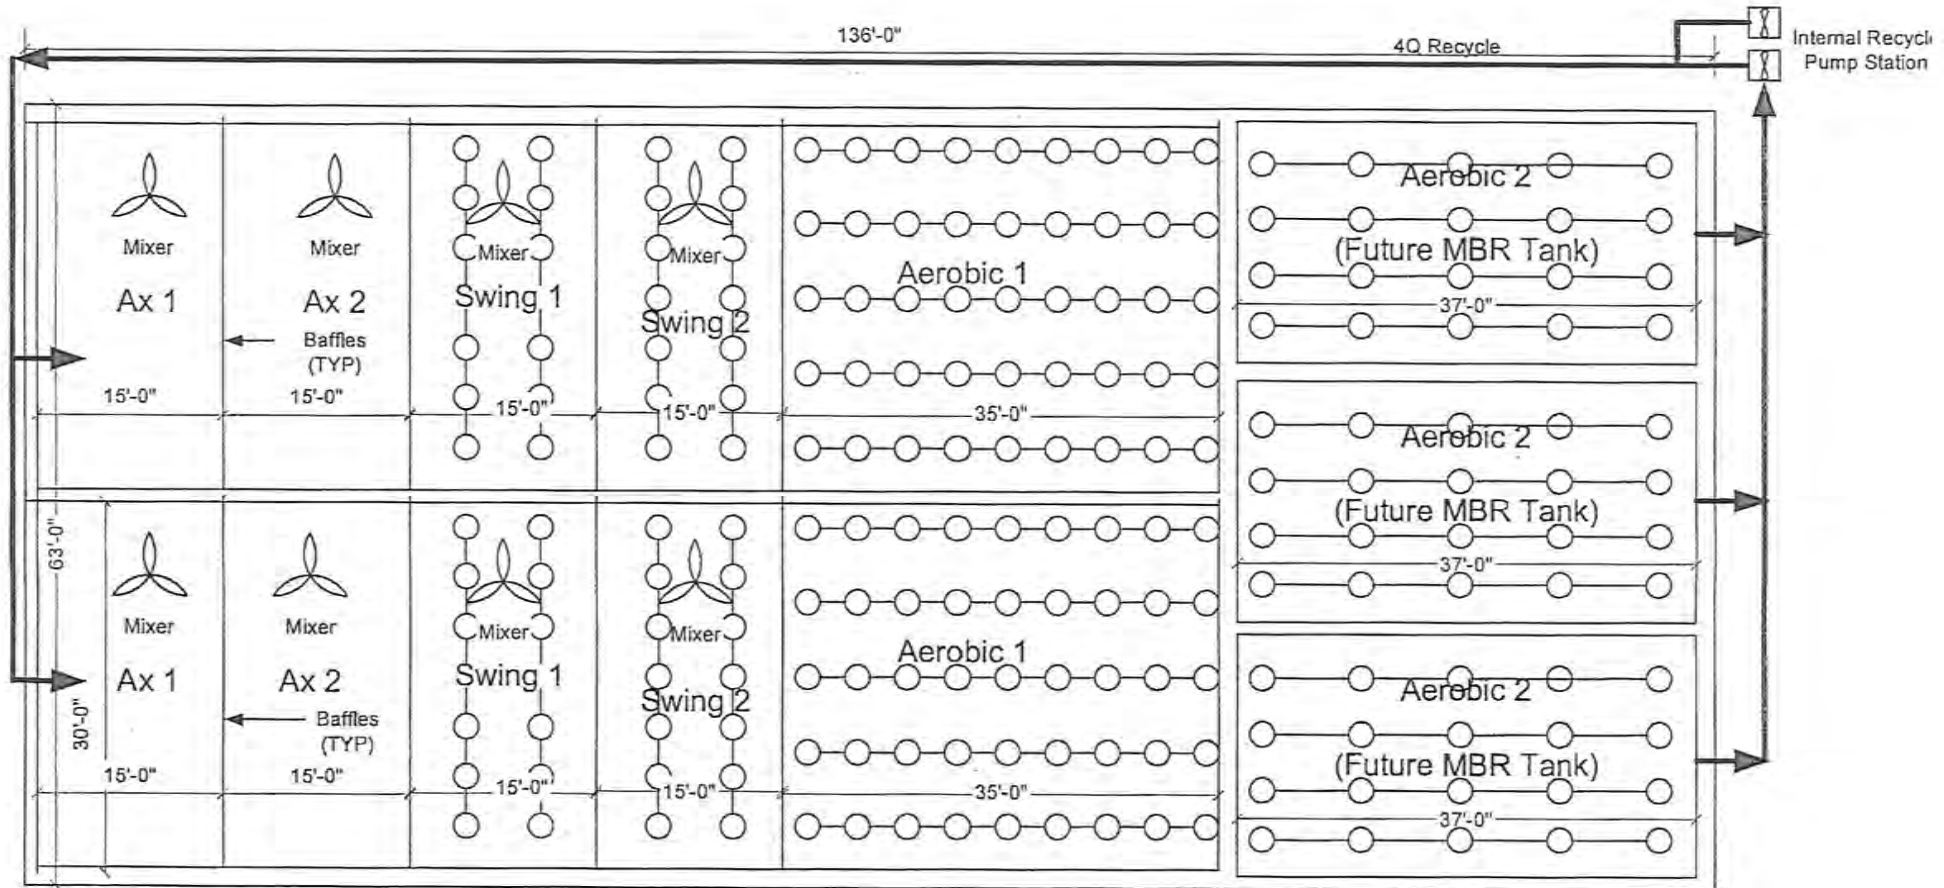 136'-0"
4Q Recycle
Internal Recycl
Pump Station
Mixer
Mixer
Mixer
Mixer
Ax 1
Ax 2
Swing 1
Swing 2
Aerobic 1
Baffles
(TYP)
15'-0"
15'-0"
15'-0"
15'-0"
35'-0"
Aerobic 2
(Future MBR Tank)
37'-0"
Aerobic 2
(Future MBR Tank)
37'-0"
63'-0"
30'-0"
Mixer
Mixer
Mixer
Mixer
Ax 1
Ax 2
Swing 1
Swing 2
Aerobic 1
Baffles
(TYP)
15'-0"
15'-0"
15'-0"
15'-0"
35'-0"
Aerobic 2
(Future MBR Tank)
37'-0"